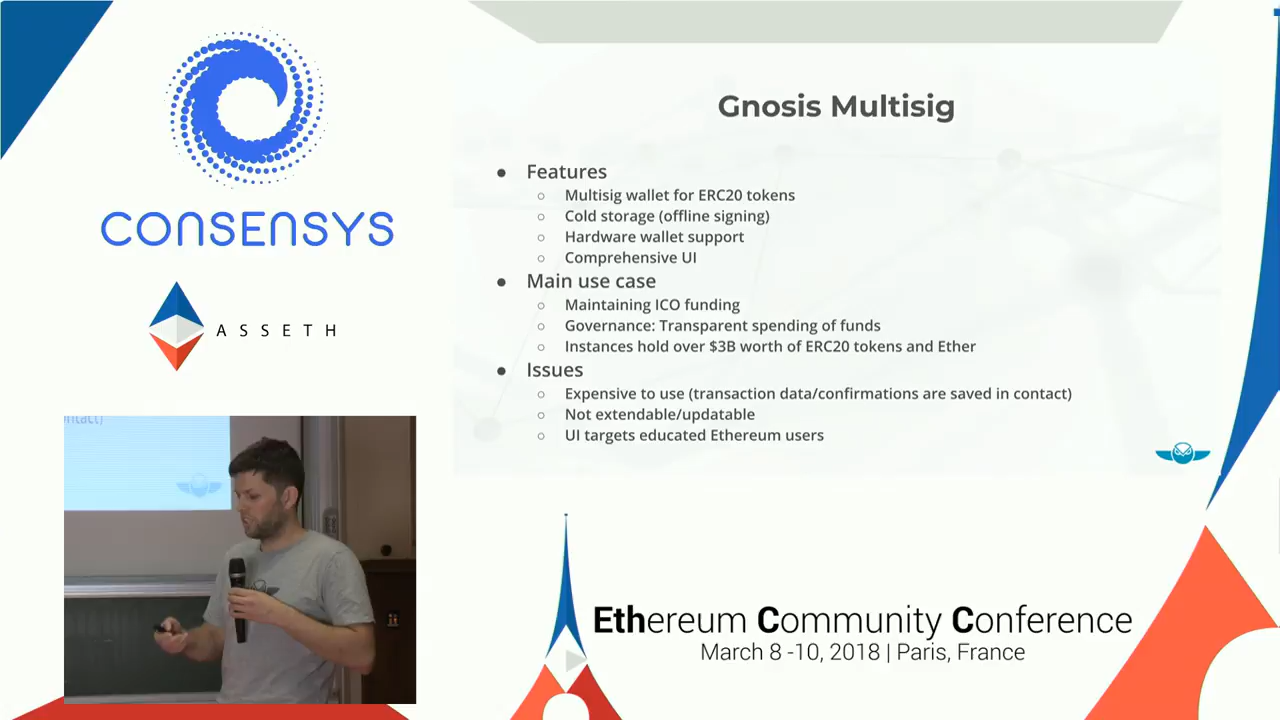 CONSENSYS
ASSETH
Gnosis Multisig
● Features
○ Multisig wallet for ERC20 tokens
○ Cold storage (offline signing)
○ Hardware wallet support
○ Comprehensive UI
● Main use case
○ Maintaining ICO funding
○ Governance: Transparent spending of funds
○ Instances hold over $3B worth of ERC20 tokens and Ether
● Issues
○ Expensive to use (transaction data/confirmations are saved in contact)
○ Not extendable/updatable
○ UI targets educated Ethereum users
ntact)
Ethereum Community Conference
March 8 -10, 2018 | Paris, France